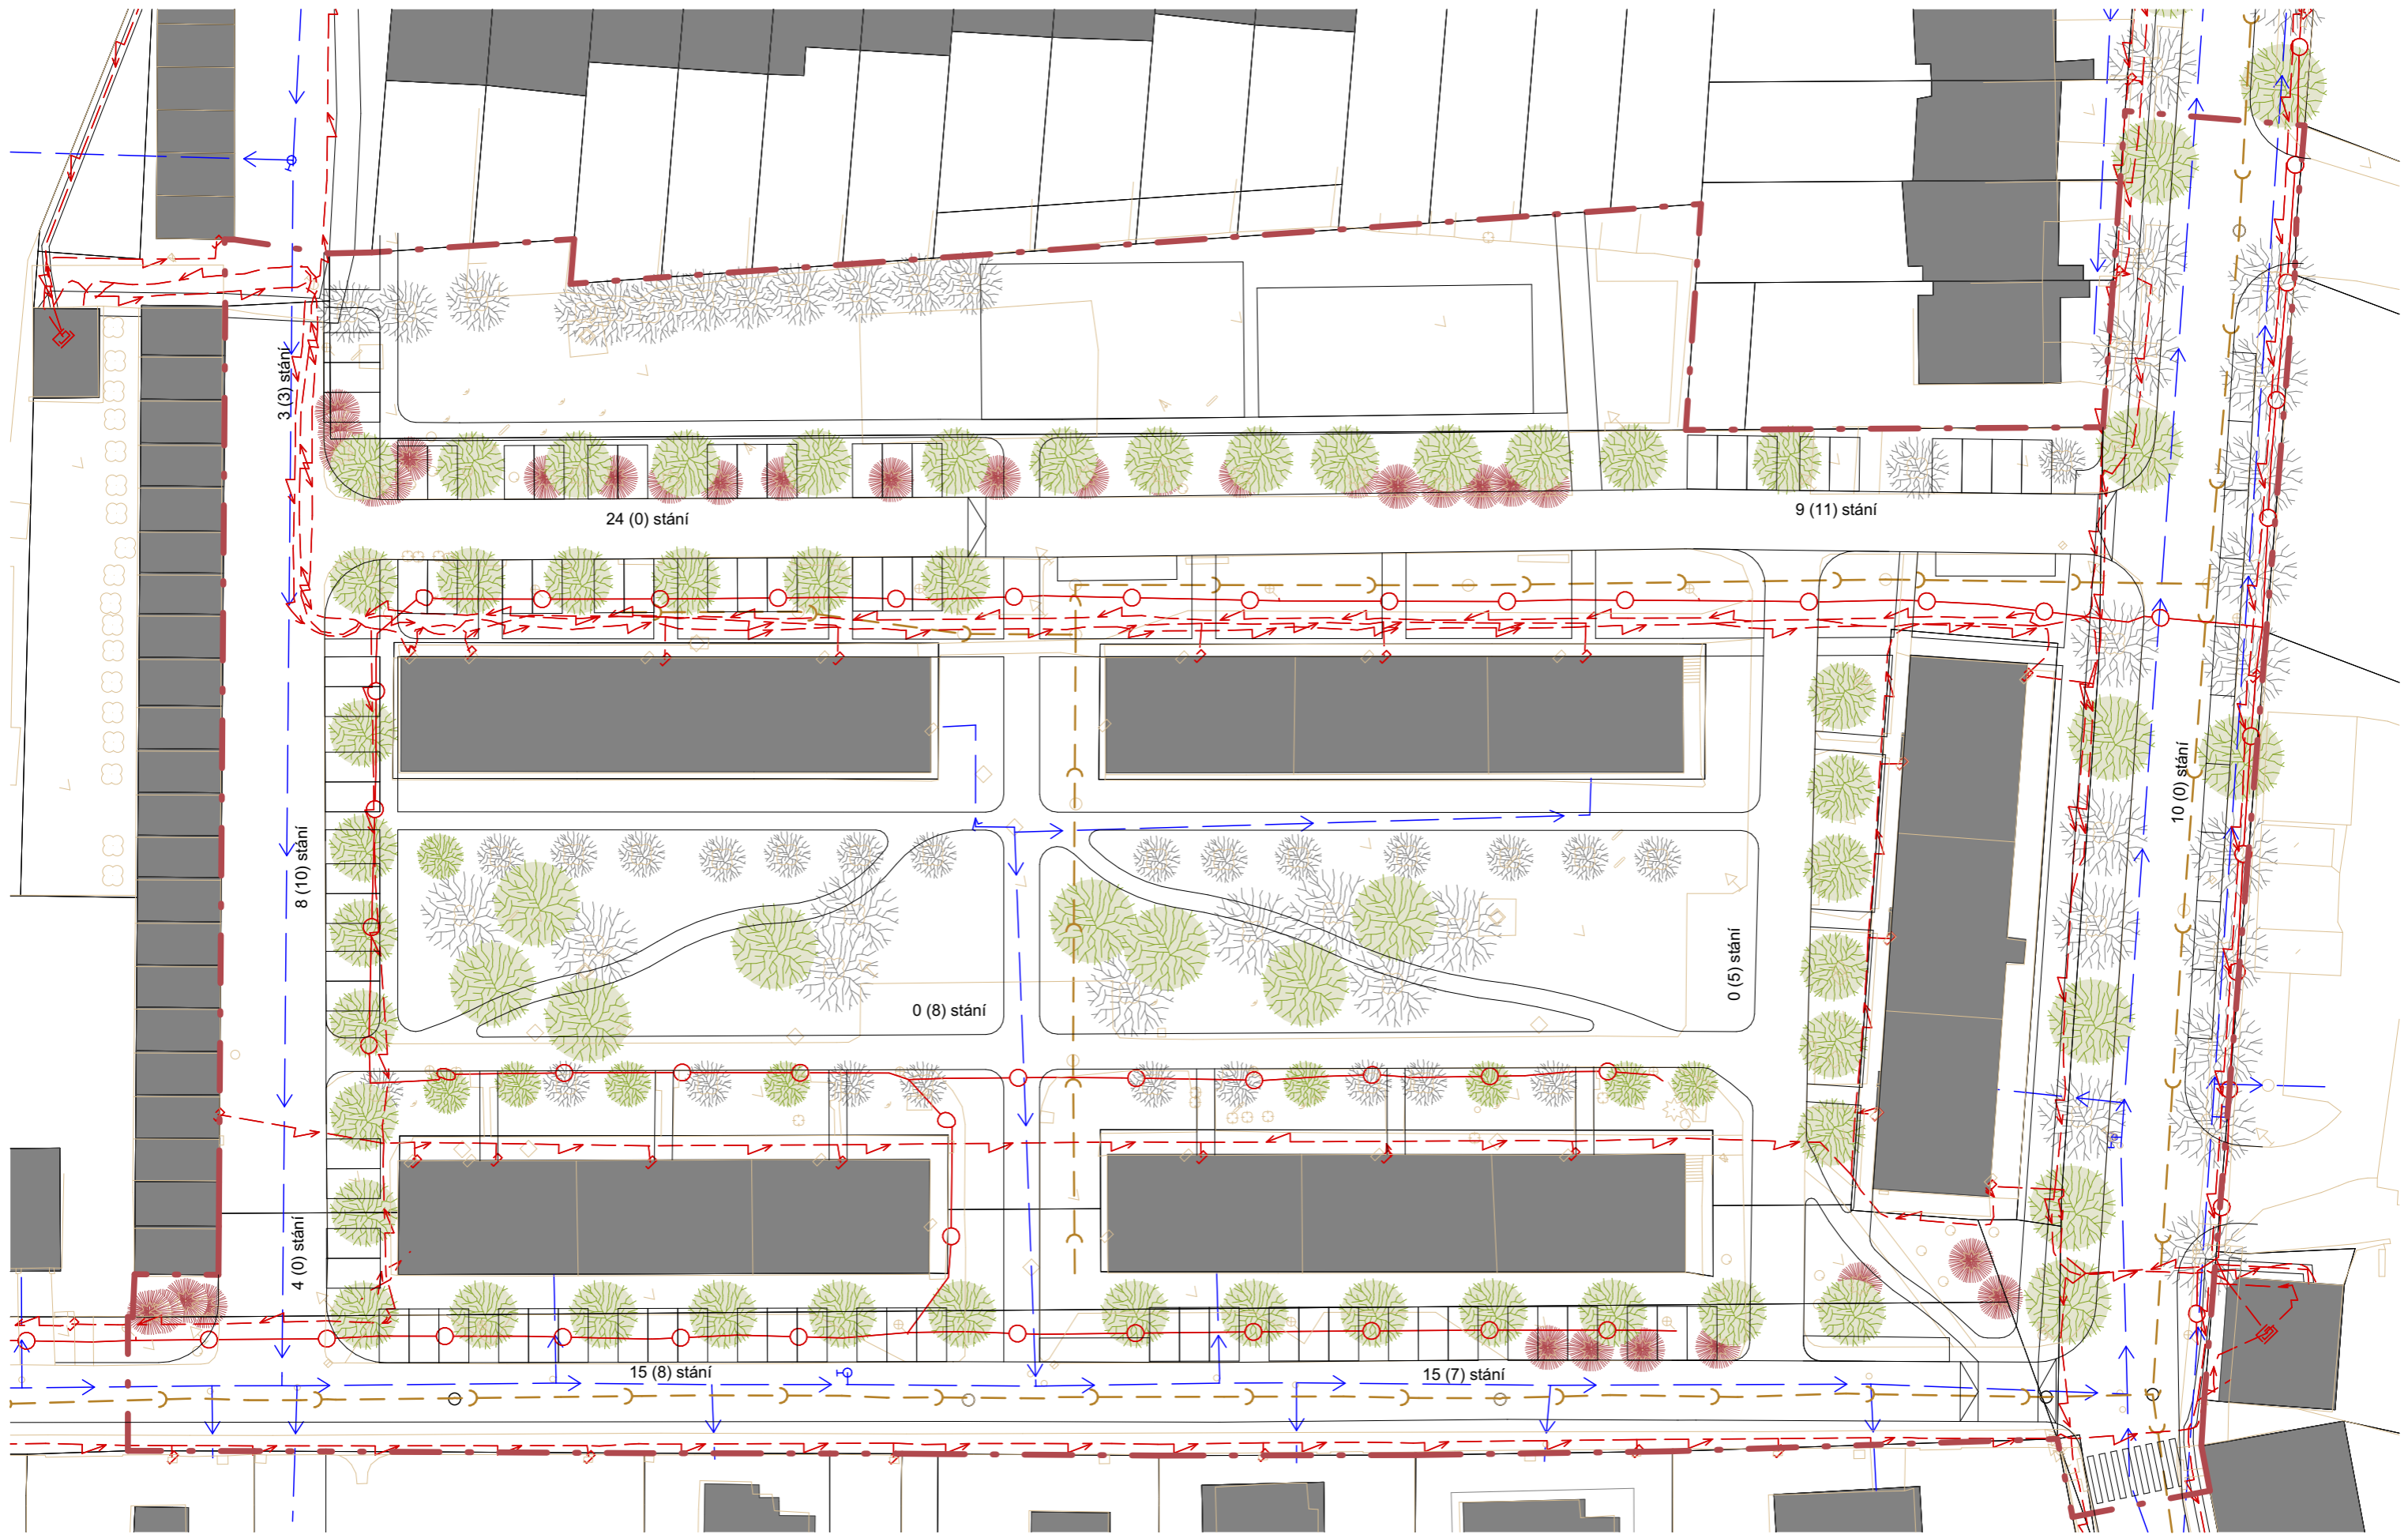 3 (3) stání
24 (0) stání
9 (11) stání
10 (0) stání
8 (10) stání
0 (5) stání
0 (8) stání
4 (0) stání
15 (8) stání
15 (7) stání